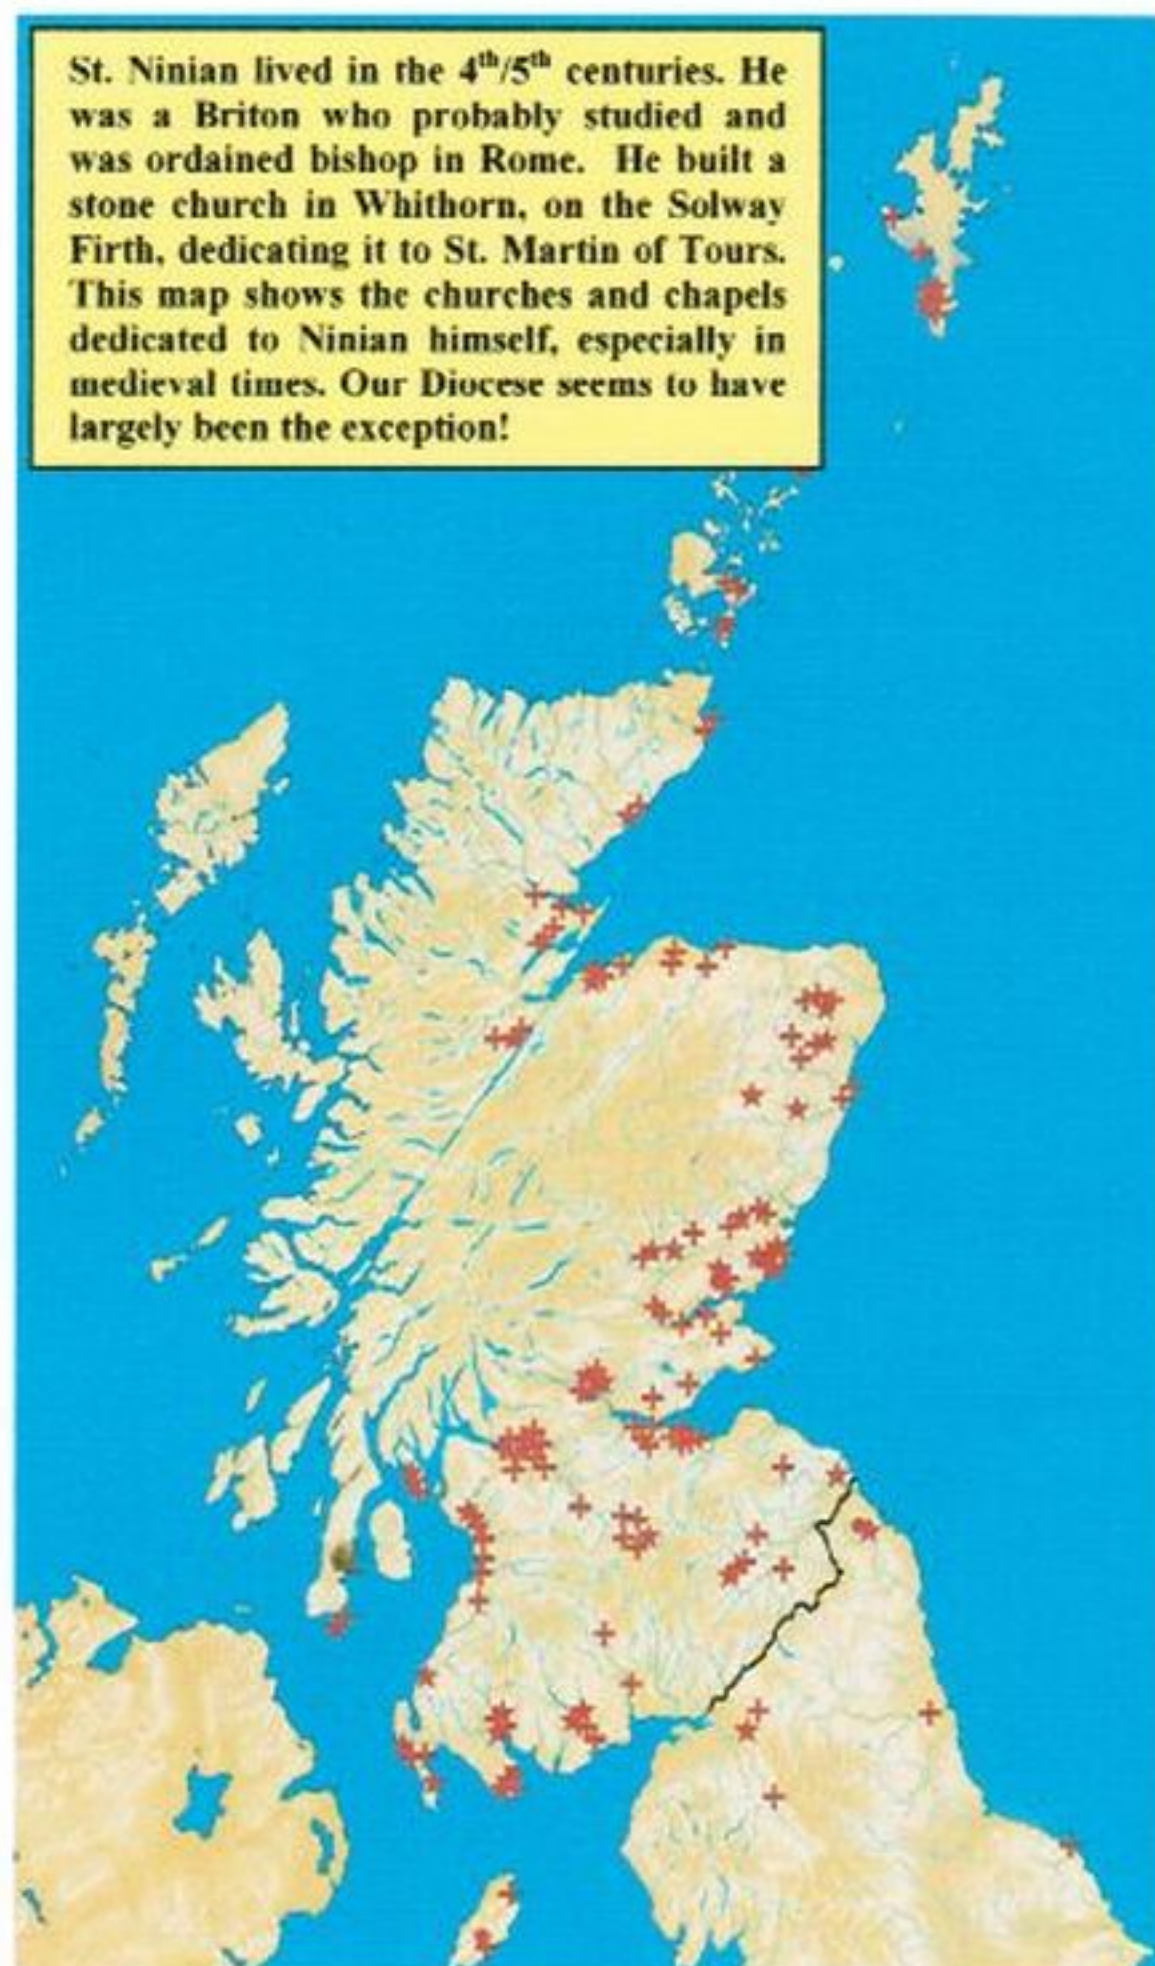 St. Ninian lived in the 4th/5th centuries. He
was a Briton who probably studied and
was ordained bishop in Rome. He built a
stone church in Whithorn, on the Solway
Firth, dedicating it to St. Martin of Tours.
This map shows the churches and chapels
dedicated to Ninian himself, especially in
medieval times. Our Diocese seems to have
largely been the exception!